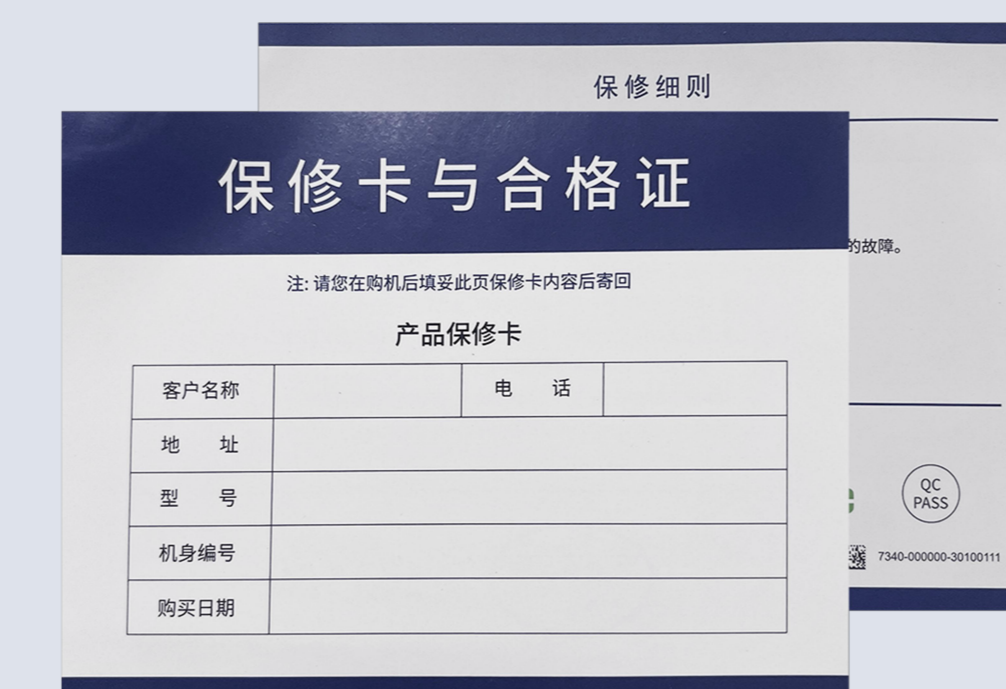 保修细则
保修卡与合格证
的故障。
注: 请您在购机后填妥此页保修卡内容后寄回
产品保修卡
客户名称
电 话
地 址
型 号
机身编号
购买日期
QC
PASS
7340-000000-30100111